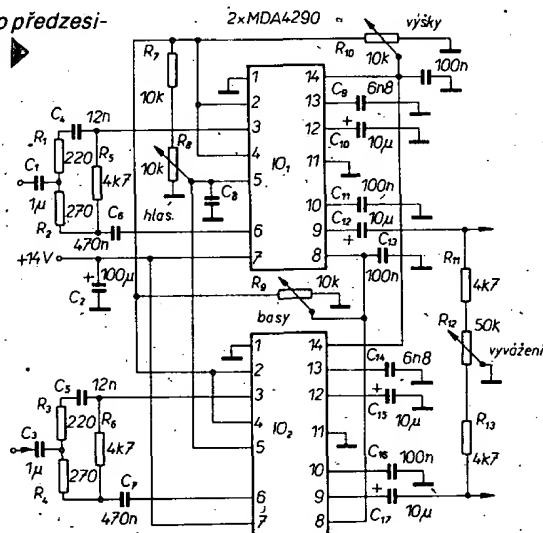 o předzesi-
2xMDA4290
výšky
R10
10k
100n
R7
10k
R8
10k
hlas.
C8
C4
12n
R1
220
R5
4k7
C1
1µ
R2
270
C6
470n
+14V
+
100µ
C2
1
2
3
4
5
6
7
IO1
14
13
12
11
10
9
8
C9
6n8
+
C10
10µ
C11
100n
C12
10µ
+
C13
100n
R9
10k
basy
R11
4k7
R12
50k
vyvážení
R13
4k7
C5
12n
R3
220
R6
4k7
C3
1µ
R4
270
C7
470n
1
2
3
4
5
6
7
IO2
14
13
12
11
10
9
8
C14
6n8
+
C15
10µ
C16
100n
+
C17
10µ